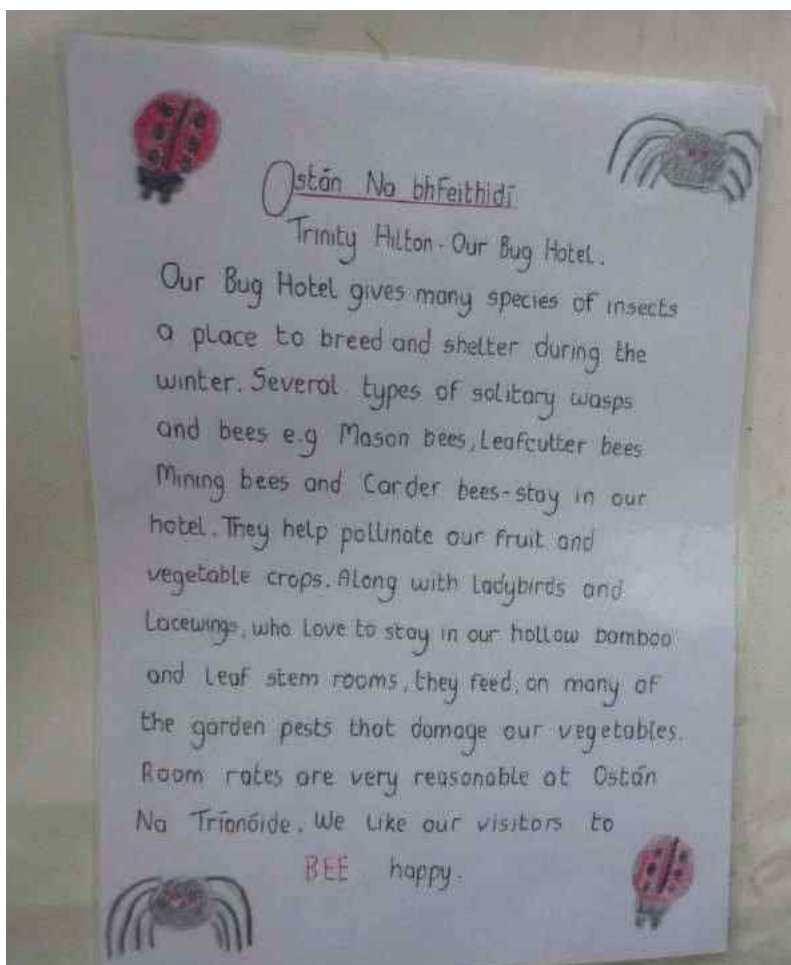 Ostán Na bhFeithidí
Trinity Hilton. Our Bug Hotel.
Our Bug Hotel gives many species of insects
a place to breed and shelter during the
winter. Several types of solitary wasps
and bees e.g Mason bees, Leafcutter bees
Mining bees and Carder bees-stay in our
hotel. They help pollinate our fruit and
vegetable crops. Along with Ladybirds and
Lacewings, who love to stay in our hollow bamboo
and leaf stem rooms, they feed, on many of
the garden pests that damage our vegetables.
Room rates are very reasonable at Ostán
Na Tríonóide. We like our visitors to
BEE happy.